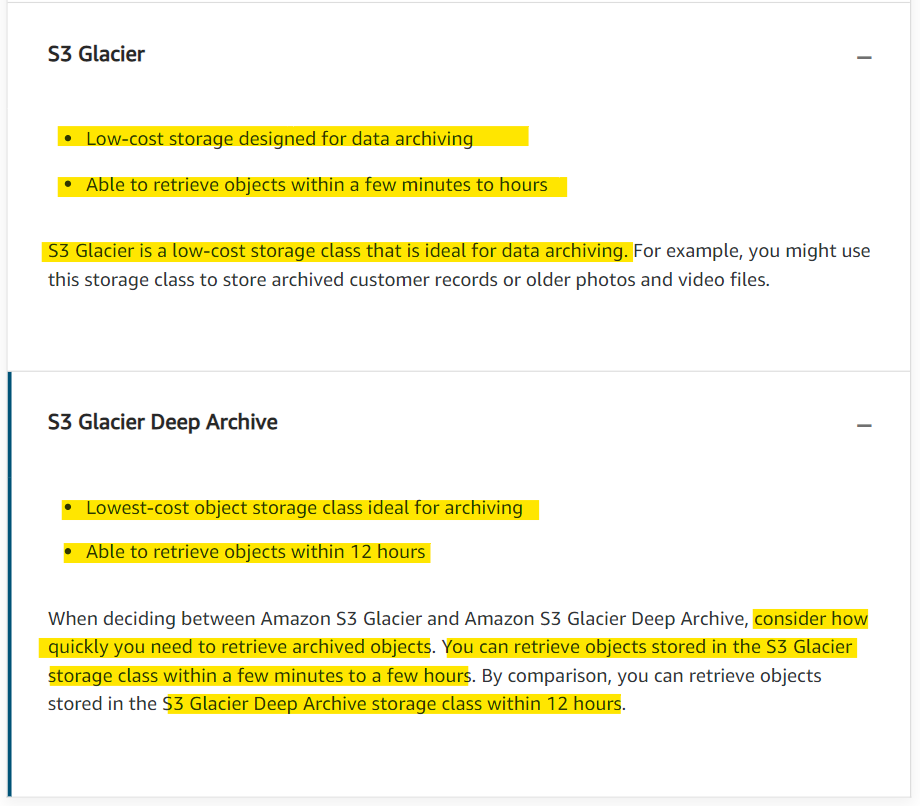 S3 Glacier
• Low-cost storage designed for data archiving
• Able to retrieve objects within a few minutes to hours
S3 Glacier is a low-cost storage class that is ideal for data archiving. For example, you might use
this storage class to store archived customer records or older photos and video files.
S3 Glacier Deep Archive
• Lowest-cost object storage class ideal for archiving
• Able to retrieve objects within 12 hours
When deciding between Amazon S3 Glacier and Amazon S3 Glacier Deep Archive, consider how
quickly you need to retrieve archived objects. You can retrieve objects stored in the S3 Glacier
storage class within a few minutes to a few hours. By comparison, you can retrieve objects
stored in the S3 Glacier Deep Archive storage class within 12 hours.